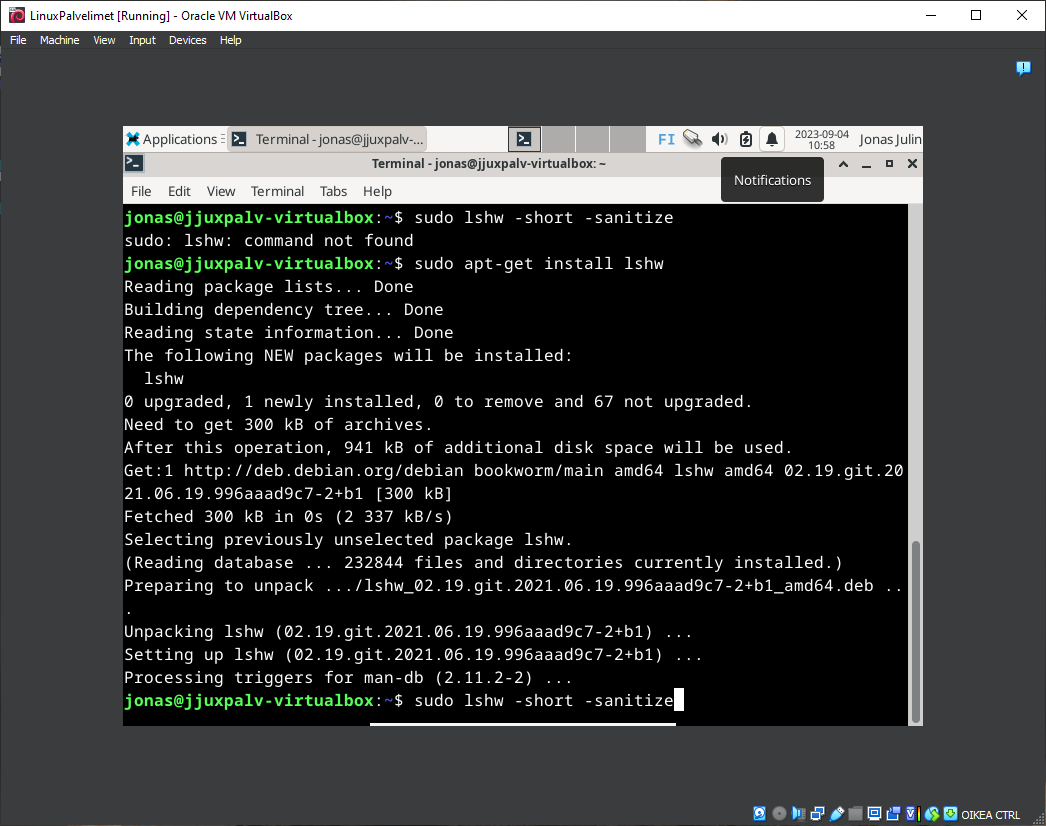 LinuxPalvelimet [Running] - Oracle VM VirtualBox
File Machine View Input Devices Help
Applications Terminal - jonas@jjuxpalv-... FI 2023-09-04 10:58 Jonas Julin
Terminal - jonas@jjuxpalv-virtualbox: ~
Notifications
File Edit View Terminal Tabs Help
jonas@jjuxpalv-virtualbox:~$ sudo lshw -short -sanitize
sudo: lshw: command not found
jonas@jjuxpalv-virtualbox:~$ sudo apt-get install lshw
Reading package lists... Done
Building dependency tree... Done
Reading state information... Done
The following NEW packages will be installed:
  lshw
0 upgraded, 1 newly installed, 0 to remove and 67 not upgraded.
Need to get 300 kB of archives.
After this operation, 941 kB of additional disk space will be used.
Get:1 http://deb.debian.org/debian bookworm/main amd64 lshw amd64 02.19.git.20
21.06.19.996aaad9c7-2+b1 [300 kB]
Fetched 300 kB in 0s (2 337 kB/s)
Selecting previously unselected package lshw.
(Reading database ... 232844 files and directories currently installed.)
Preparing to unpack .../lshw_02.19.git.2021.06.19.996aaad9c7-2+b1_amd64.deb ..
.
Unpacking lshw (02.19.git.2021.06.19.996aaad9c7-2+b1) ...
Setting up lshw (02.19.git.2021.06.19.996aaad9c7-2+b1) ...
Processing triggers for man-db (2.11.2-2) ...
jonas@jjuxpalv-virtualbox:~$ sudo lshw -short -sanitize
OIKEA CTRL